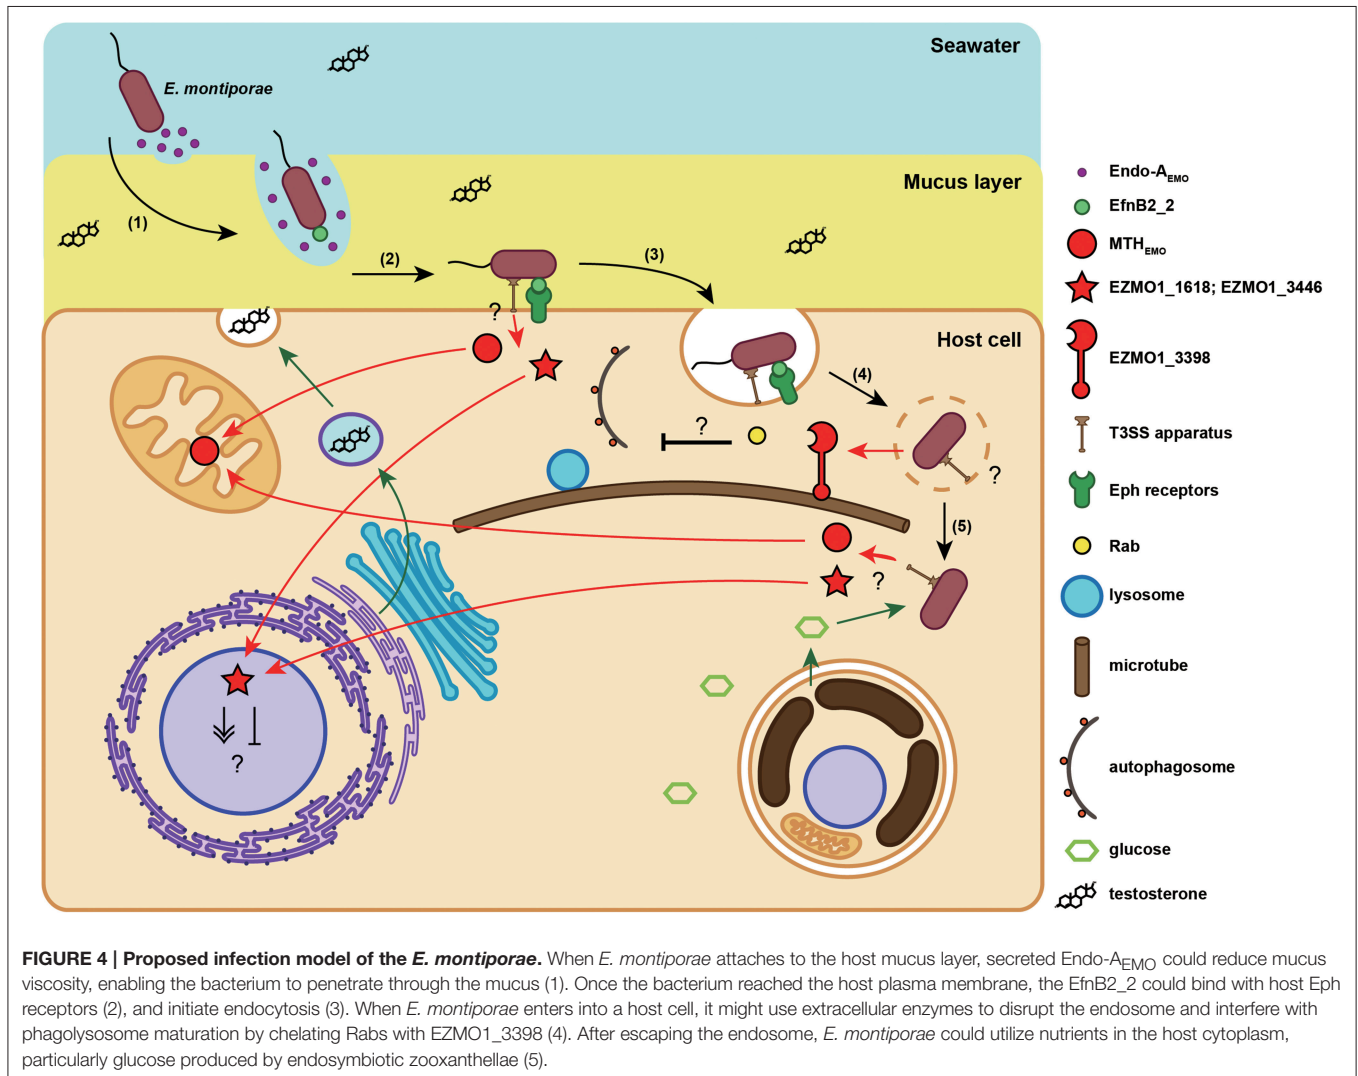 Seawater
E. montiporae
Mucus layer
(1)
(2)
(3)
?
Host cell
(4)
?
?
(5)
?
?
Endo-AEMO
EfnB2_2
MTHEMO
EZMO1_1618; EZMO1_3446
EZMO1_3398
T3SS apparatus
Eph receptors
Rab
lysosome
microtube
autophagosome
glucose
testosterone
FIGURE 4 | Proposed infection model of the E. montiporae. When E. montiporae attaches to the host mucus layer, secreted Endo-AEMO could reduce mucus
viscosity, enabling the bacterium to penetrate through the mucus (1). Once the bacterium reached the host plasma membrane, the EfnB2_2 could bind with host Eph
receptors (2), and initiate endocytosis (3). When E. montiporae enters into a host cell, it might use extracellular enzymes to disrupt the endosome and interfere with
phagolysosome maturation by chelating Rabs with EZMO1_3398 (4). After escaping the endosome, E. montiporae could utilize nutrients in the host cytoplasm,
particularly glucose produced by endosymbiotic zooxanthellae (5).